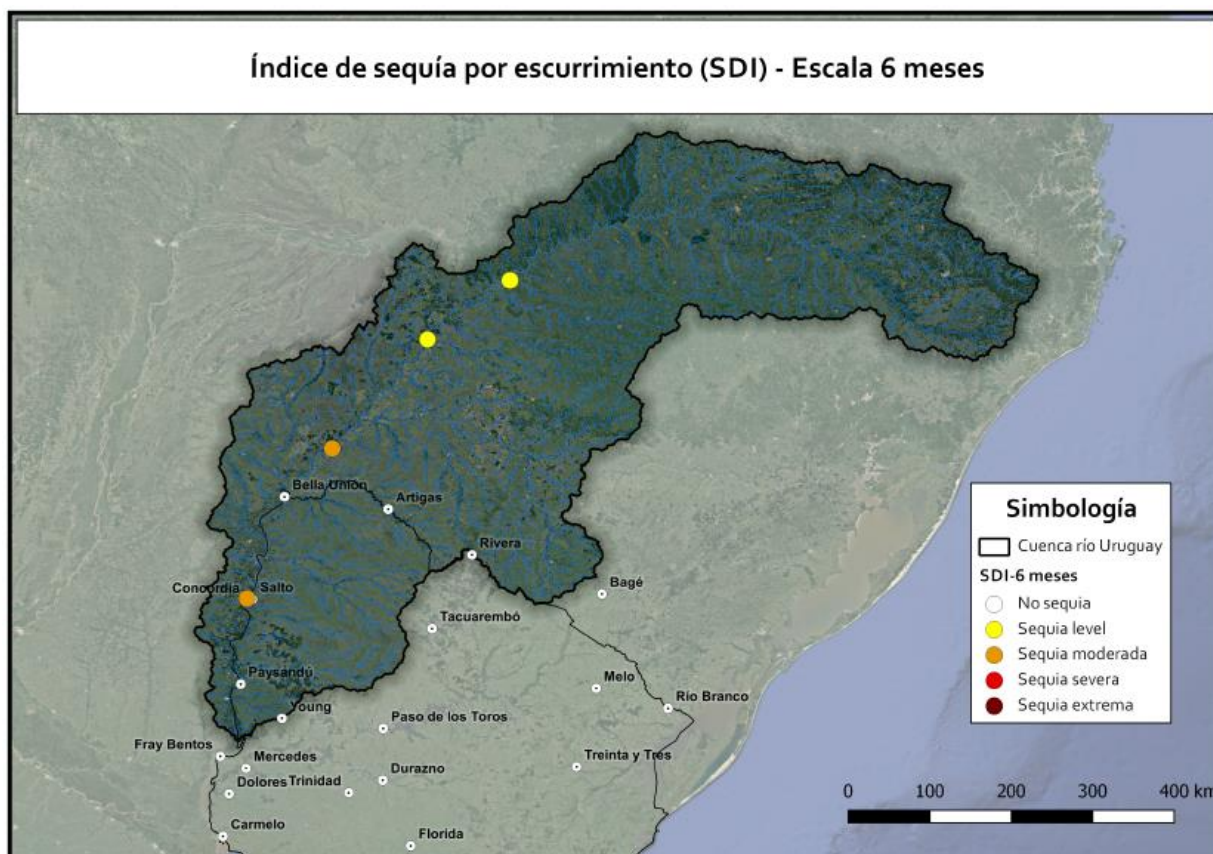 Índice de sequía por escurrimiento (SDI) - Escala 6 meses
Bella Unión
Artigas
Rivera
Concordia
Salto
Bagé
Tacuarembó
Paysandú
Melo
Río Branco
Young
Paso de los Toros
Fray Bentos
Mercedes
Treinta y Trés
Dolores
Trinidad
Durazno
Carmelo
Florida
Simbología
Cuenca río Uruguay
SDI-6 meses
No sequia
Sequia level
Sequia moderada
Sequia severa
Sequia extrema
0 100 200 300 400 km